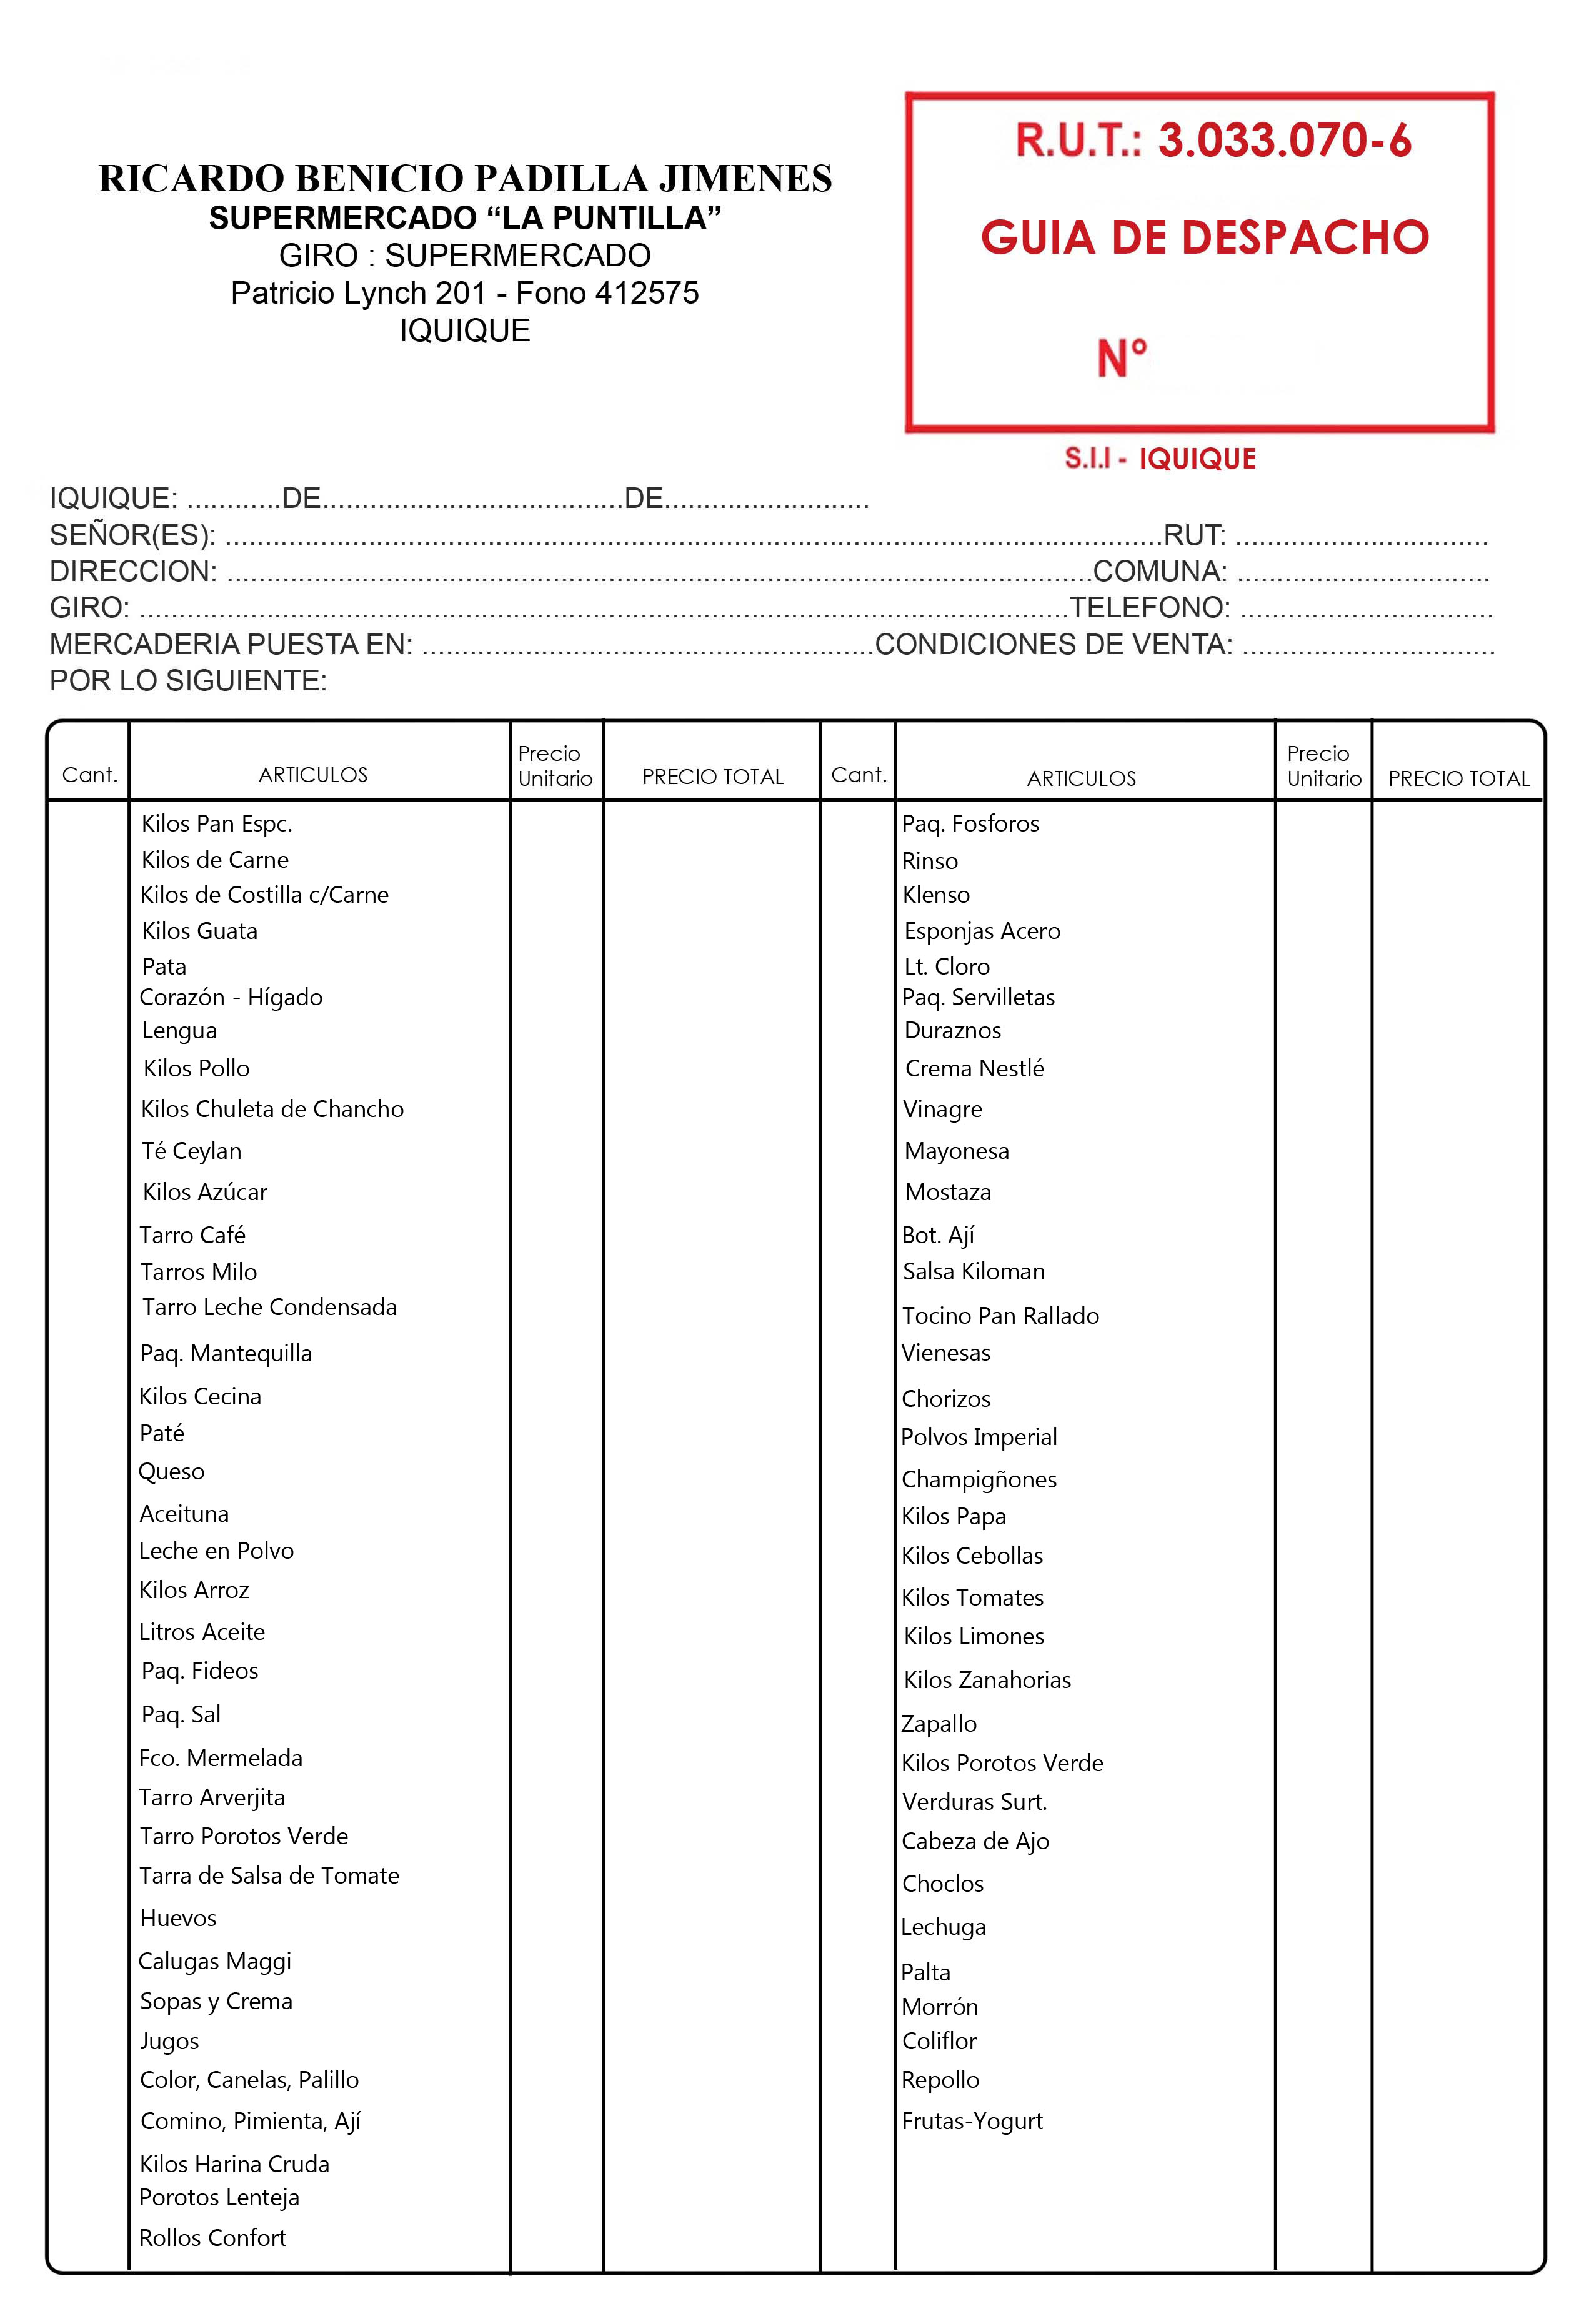 RICARDO BENICIO PADILLA JIMENES
SUPERMERCADO “LA PUNTILLA”
GIRO : SUPERMERCADO
Patricio Lynch 201 - Fono 412575
IQUIQUE
R.U.T.: 3.033.070-6
GUIA DE DESPACHO
N°
S.I.I - IQUIQUE
IQUIQUE: ............DE......................................DE..........................
SEÑOR(ES): ......................................................................................................................RUT: ................................
DIRECCION: .............................................................................................................COMUNA: ................................
GIRO: .....................................................................................................................TELEFONO: ................................
MERCADERIA PUESTA EN: .........................................................CONDICIONES DE VENTA: ................................
POR LO SIGUIENTE:
Cant. ARTICULOS Precio Unitario PRECIO TOTAL Cant. ARTICULOS Precio Unitario PRECIO TOTAL
Kilos Pan Espc.
Kilos de Carne
Kilos de Costilla c/Carne
Kilos Guata
Pata
Corazón - Hígado
Lengua
Kilos Pollo
Kilos Chuleta de Chancho
Té Ceylan
Kilos Azúcar
Tarro Café
Tarros Milo
Tarro Leche Condensada
Paq. Mantequilla
Kilos Cecina
Paté
Queso
Aceituna
Leche en Polvo
Kilos Arroz
Litros Aceite
Paq. Fideos
Paq. Sal
Fco. Mermelada
Tarro Arverjita
Tarro Porotos Verde
Tarra de Salsa de Tomate
Huevos
Calugas Maggi
Sopas y Crema
Jugos
Color, Canelas, Palillo
Comino, Pimienta, Ají
Kilos Harina Cruda
Porotos Lenteja
Rollos Confort
Paq. Fosforos
Rinso
Klenso
Esponjas Acero
Lt. Cloro
Paq. Servilletas
Duraznos
Crema Nestlé
Vinagre
Mayonesa
Mostaza
Bot. Ají
Salsa Kiloman
Tocino Pan Rallado
Vienesas
Chorizos
Polvos Imperial
Champigñones
Kilos Papa
Kilos Cebollas
Kilos Tomates
Kilos Limones
Kilos Zanahorias
Zapallo
Kilos Porotos Verde
Verduras Surt.
Cabeza de Ajo
Choclos
Lechuga
Palta
Morrón
Coliflor
Repollo
Frutas-Yogurt